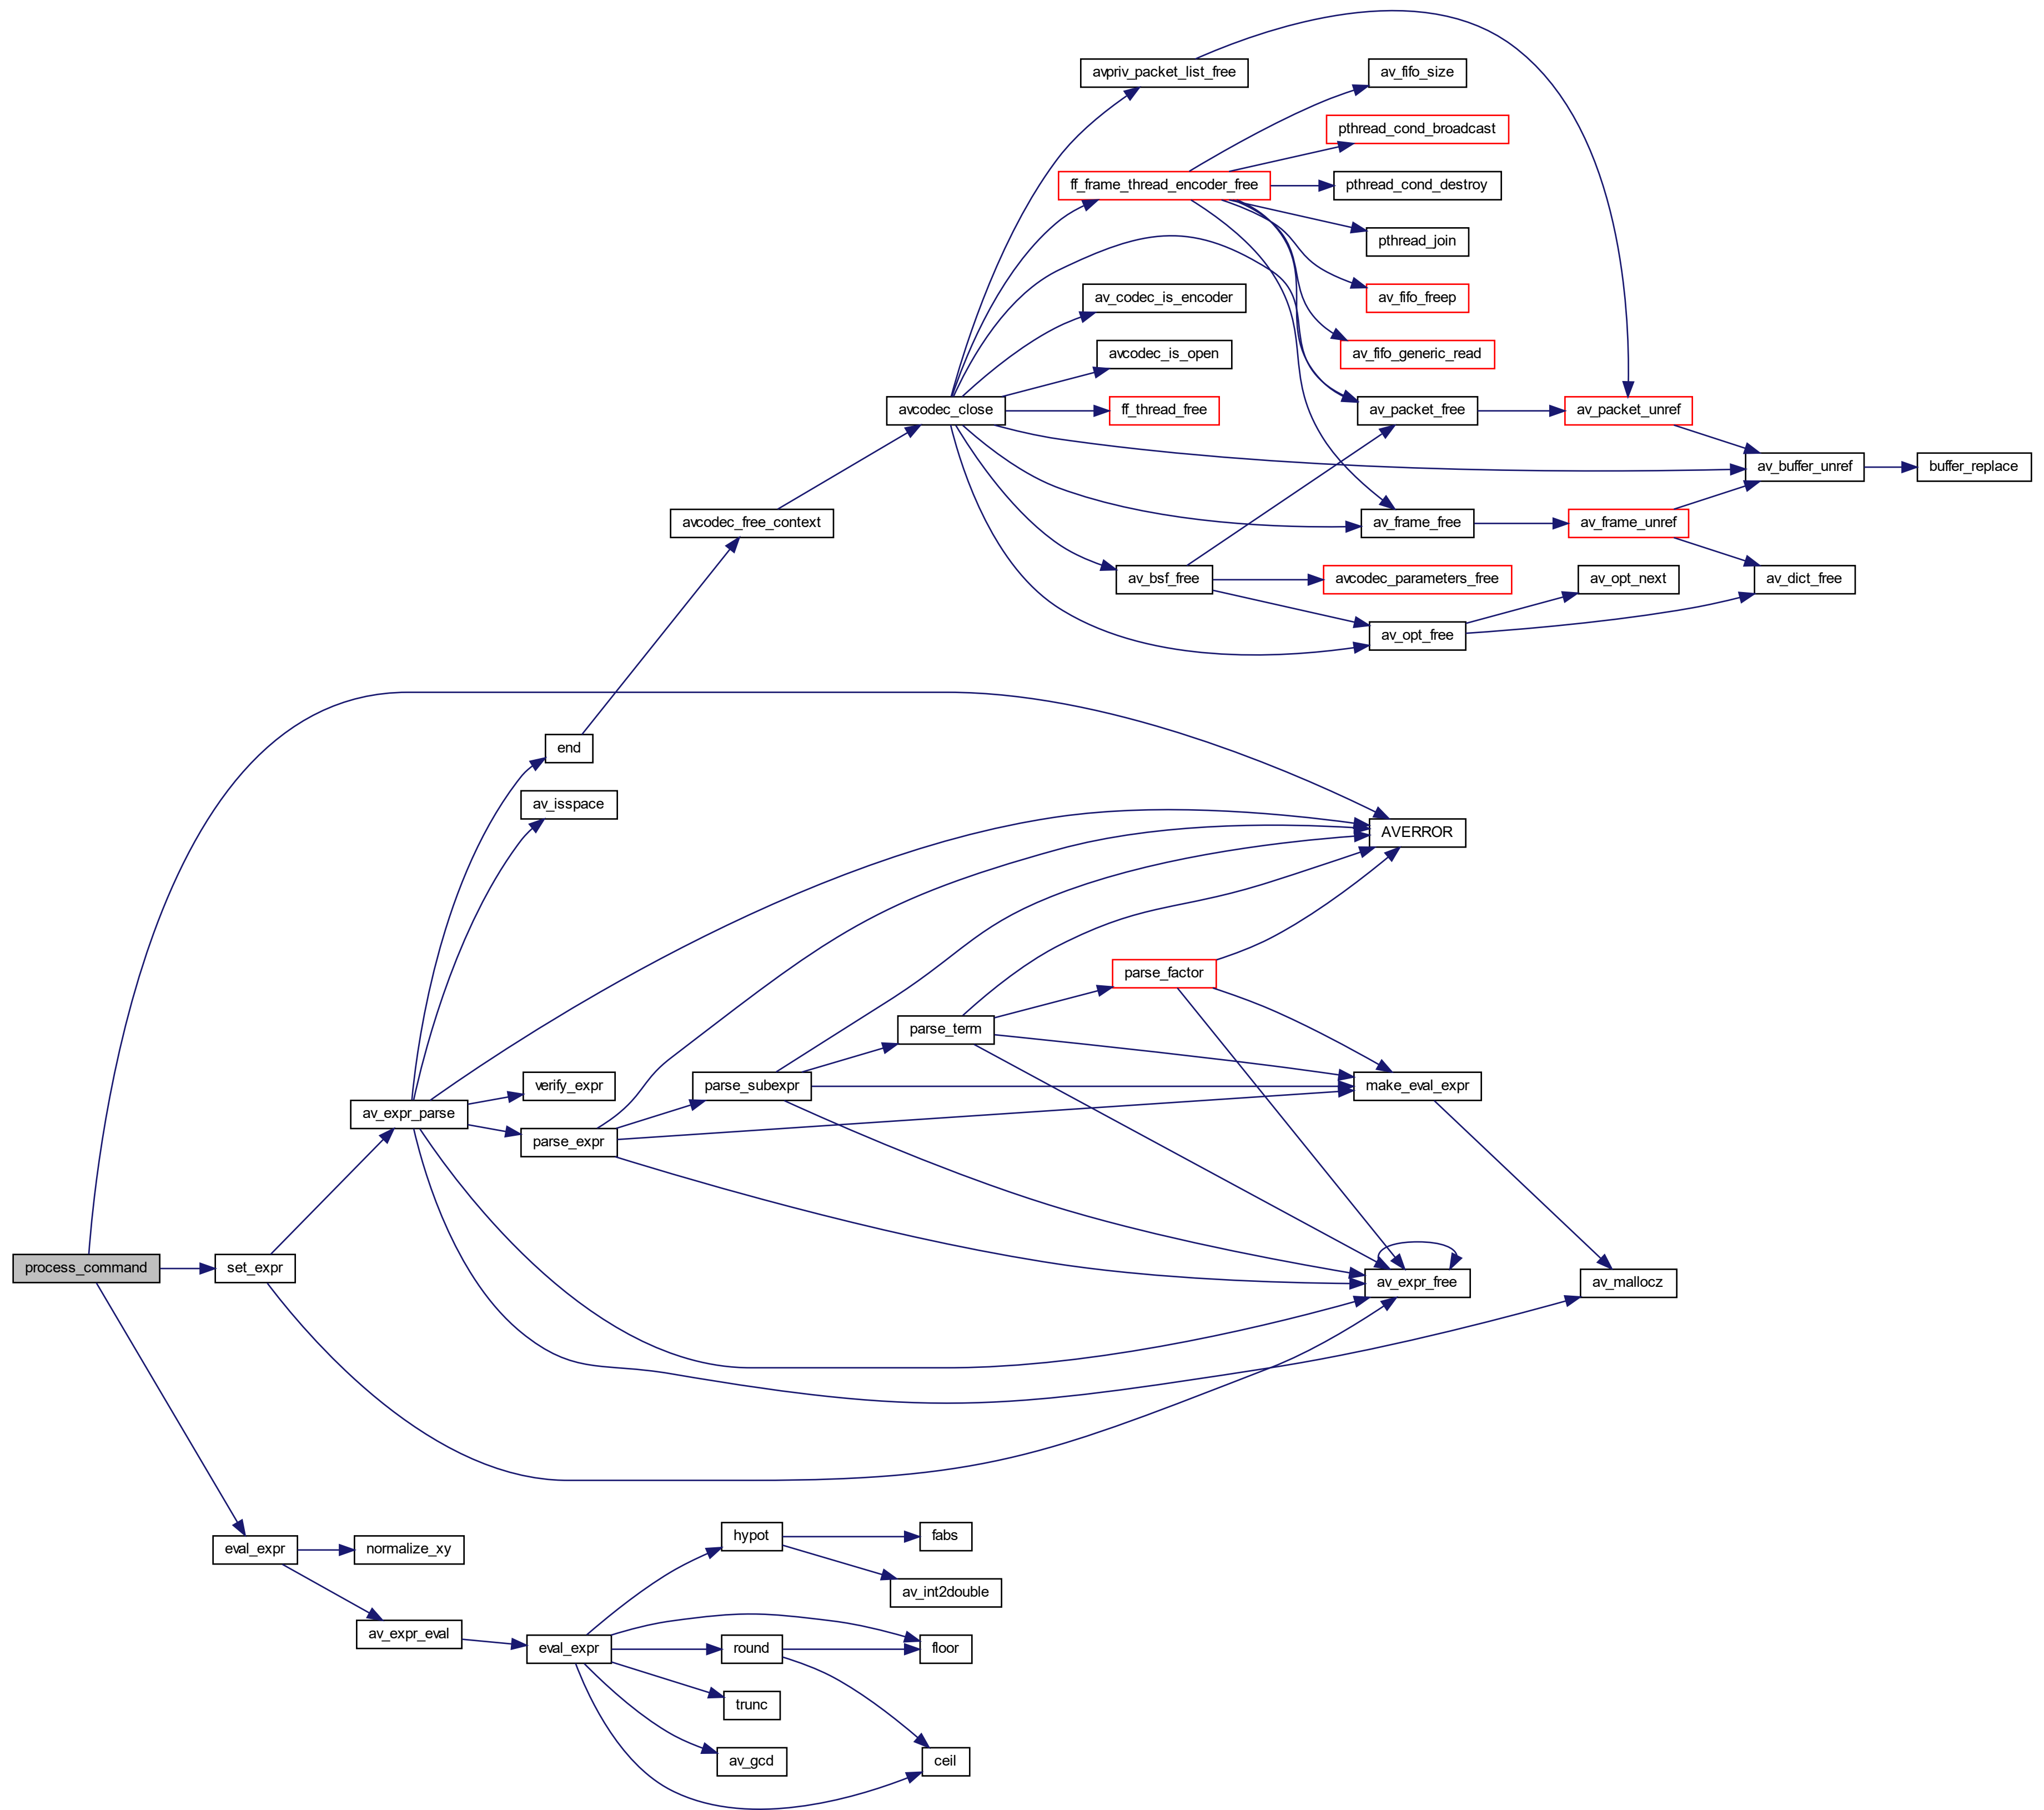 avpriv_packet_list_free
av_fifo_size
pthread_cond_broadcast
ff_frame_thread_encoder_free
pthread_cond_destroy
pthread_join
av_codec_is_encoder
av_fifo_freep
avcodec_is_open
av_fifo_generic_read
avcodec_close
ff_thread_free
av_packet_free
av_packet_unref
av_buffer_unref
buffer_replace
avcodec_free_context
av_frame_free
av_frame_unref
av_bsf_free
avcodec_parameters_free
av_opt_next
av_dict_free
av_opt_free
end
av_isspace
AVERROR
parse_factor
parse_term
verify_expr
parse_subexpr
make_eval_expr
av_expr_parse
parse_expr
process_command
set_expr
av_expr_free
av_mallocz
eval_expr
normalize_xy
hypot
fabs
av_int2double
av_expr_eval
eval_expr
round
floor
trunc
av_gcd
ceil